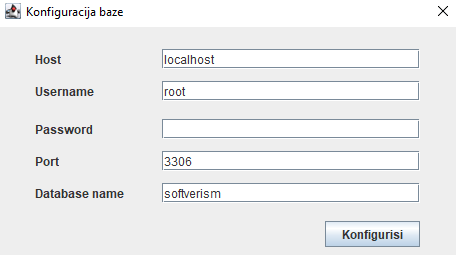 Konfiguracija baze
Host localhost
Username root
Password
Port 3306
Database name softverism
Konfigurisi